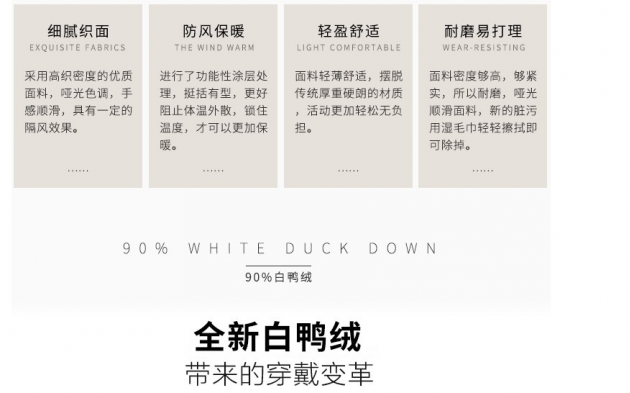 细腻织面
EXQUISITE FABRICS
采用高织密度的优质
面料，哑光色调，手
感顺滑，具有一定的
隔风效果。
......
防风保暖
THE WIND WARM
进行了功能性涂层处
理，挺括有型，更好
阻止体温外散，锁住
温度，才可以更加保
暖。
......
轻盈舒适
LIGHT COMFORTABLE
面料轻薄舒适，摆脱
传统厚重硬朗的材质
，活动更加轻松无负
担。
......
耐磨易打理
WEAR-RESISTING
面料密度够高，够紧
实，所以耐磨，哑光
顺滑面料，新的脏污
用湿毛巾轻轻擦拭即
可除掉。
......
90% WHITE DUCK DOWN
90%白鸭绒
全新白鸭绒
带来的穿戴变革